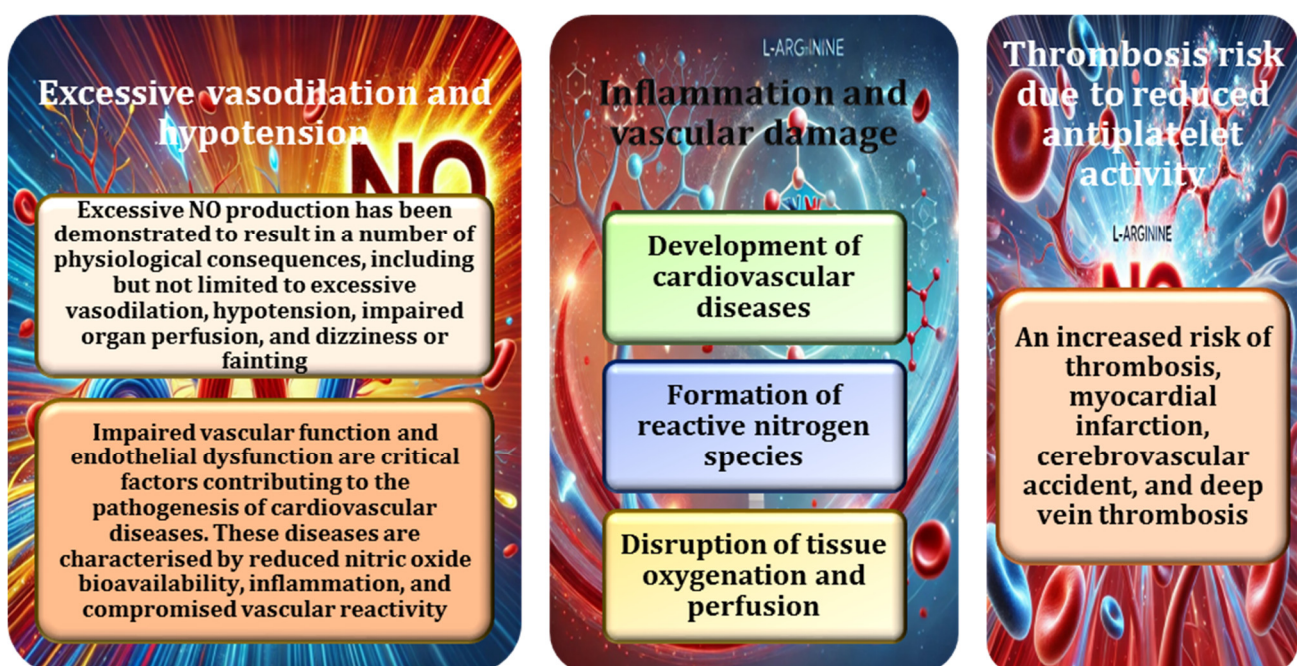 Excessive vasodilation and
hypotension
NO
Excessive NO production has been
demonstrated to result in a number of
physiological consequences, including
but not limited to excessive
vasodilation, hypotension, impaired
organ perfusion, and dizziness or
fainting
Impaired vascular function and
endothelial dysfunction are critical
factors contributing to the
pathogenesis of cardiovascular
diseases. These diseases are
characterised by reduced nitric oxide
bioavailability, inflammation, and
compromised vascular reactivity
L-ARGININE
Inflammation and
vascular damage
Development of
cardiovascular
diseases
Formation of
reactive nitrogen
species
Disruption of tissue
oxygenation and
perfusion
Thrombosis risk
due to reduced
antiplatelet
activity
L-ARGININE
NO
An increased risk of
thrombosis,
myocardial
infarction,
cerebrovascular
accident, and deep
vein thrombosis